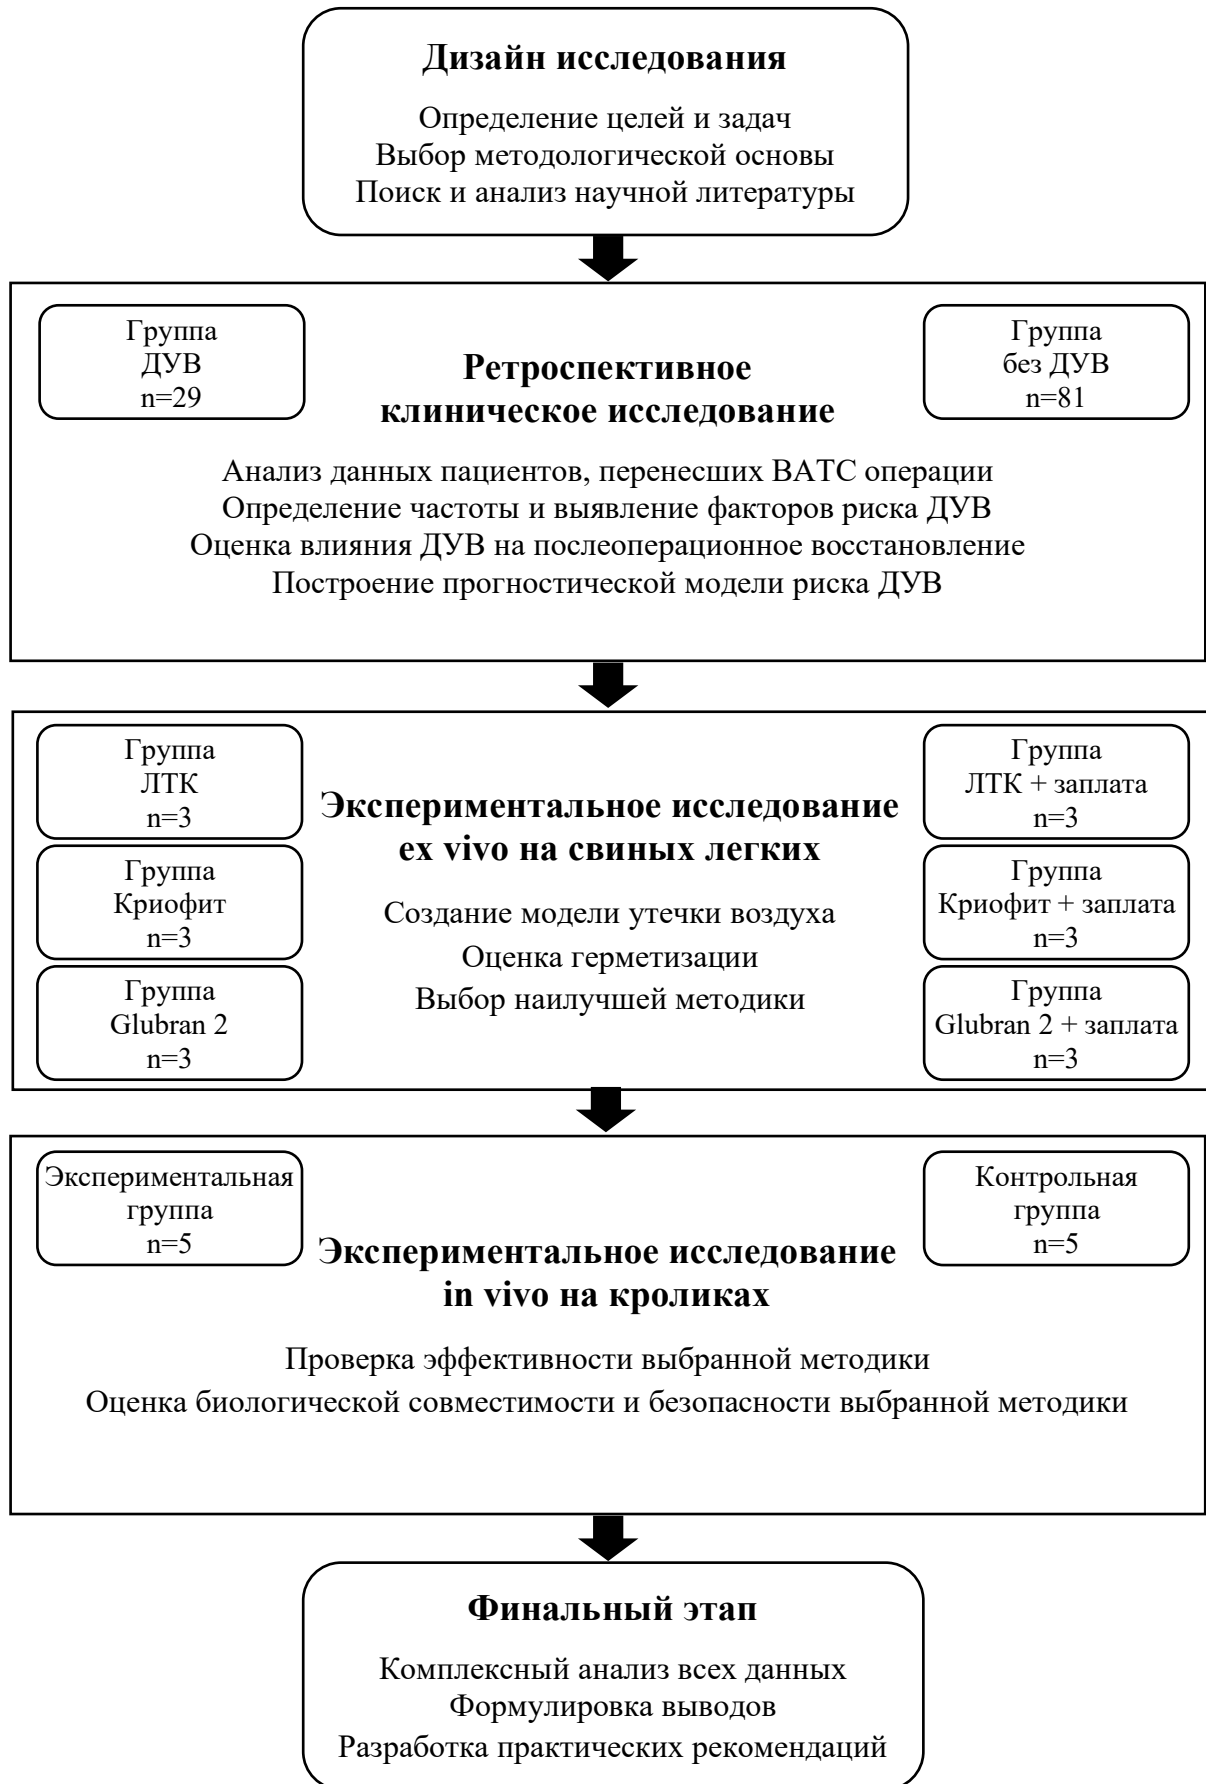 Дизайн исследования
Определение целей и задач
Выбор методологической основы
Поиск и анализ научной литературы
Группа
ДУВ
n=29
Группа
без ДУВ
n=81
Ретроспективное
клиническое исследование
Анализ данных пациентов, перенесших ВАТС операции
Определение частоты и выявление факторов риска ДУВ
Оценка влияния ДУВ на послеоперационное восстановление
Построение прогностической модели риска ДУВ
Группа
ЛТК
n=3
Группа
Криофит
n=3
Группа
Glubran 2
n=3
Экспериментальное исследование
ex vivo на свиных легких
Создание модели утечки воздуха
Оценка герметизации
Выбор наилучшей методики
Группа
ЛТК + заплата
n=3
Группа
Криофит + заплата
n=3
Группа
Glubran 2 + заплата
n=3
Экспериментальная
группа
n=5
Контрольная
группа
n=5
Экспериментальное исследование
in vivo на кроликах
Проверка эффективности выбранной методики
Оценка биологической совместимости и безопасности выбранной методики
Финальный этап
Комплексный анализ всех данных
Формулировка выводов
Разработка практических рекомендаций